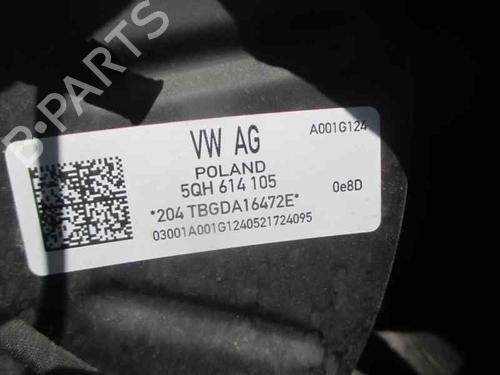 B-PARTS
VW AG
A001G124
POLAND
5QH 614 105
0e8D
*204 TBGDA16472E*
03001A001G1240521724095